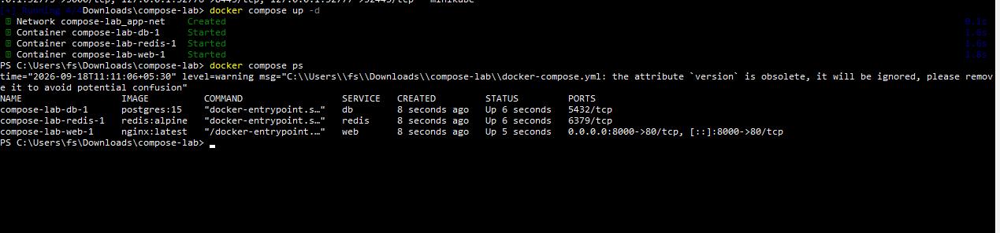 docker compose up -d
[+] Running 4/4Downloads\compose-lab>
Network compose-lab_app-net Created 0.1s
Container compose-lab-db-1 Started 1.6s
Container compose-lab-redis-1 Started 1.6s
Container compose-lab-web-1 Started 1.8s
PS C:\Users\fs\Downloads\compose-lab> docker compose ps
time="2026-09-18T11:11:06+05:30" level=warning msg="C:\\Users\\fs\\Downloads\\compose-lab\\docker-compose.yml: the attribute `version` is obsolete, it will be ignored, please remov
e it to avoid potential confusion"
NAME IMAGE COMMAND SERVICE CREATED STATUS PORTS
compose-lab-db-1 postgres:15 "docker-entrypoint.s…" db 8 seconds ago Up 6 seconds 5432/tcp
compose-lab-redis-1 redis:alpine "docker-entrypoint.s…" redis 8 seconds ago Up 6 seconds 6379/tcp
compose-lab-web-1 nginx:latest "/docker-entrypoint.…" web 8 seconds ago Up 5 seconds 0.0.0.0:8000->80/tcp, [::]:8000->80/tcp
PS C:\Users\fs\Downloads\compose-lab>